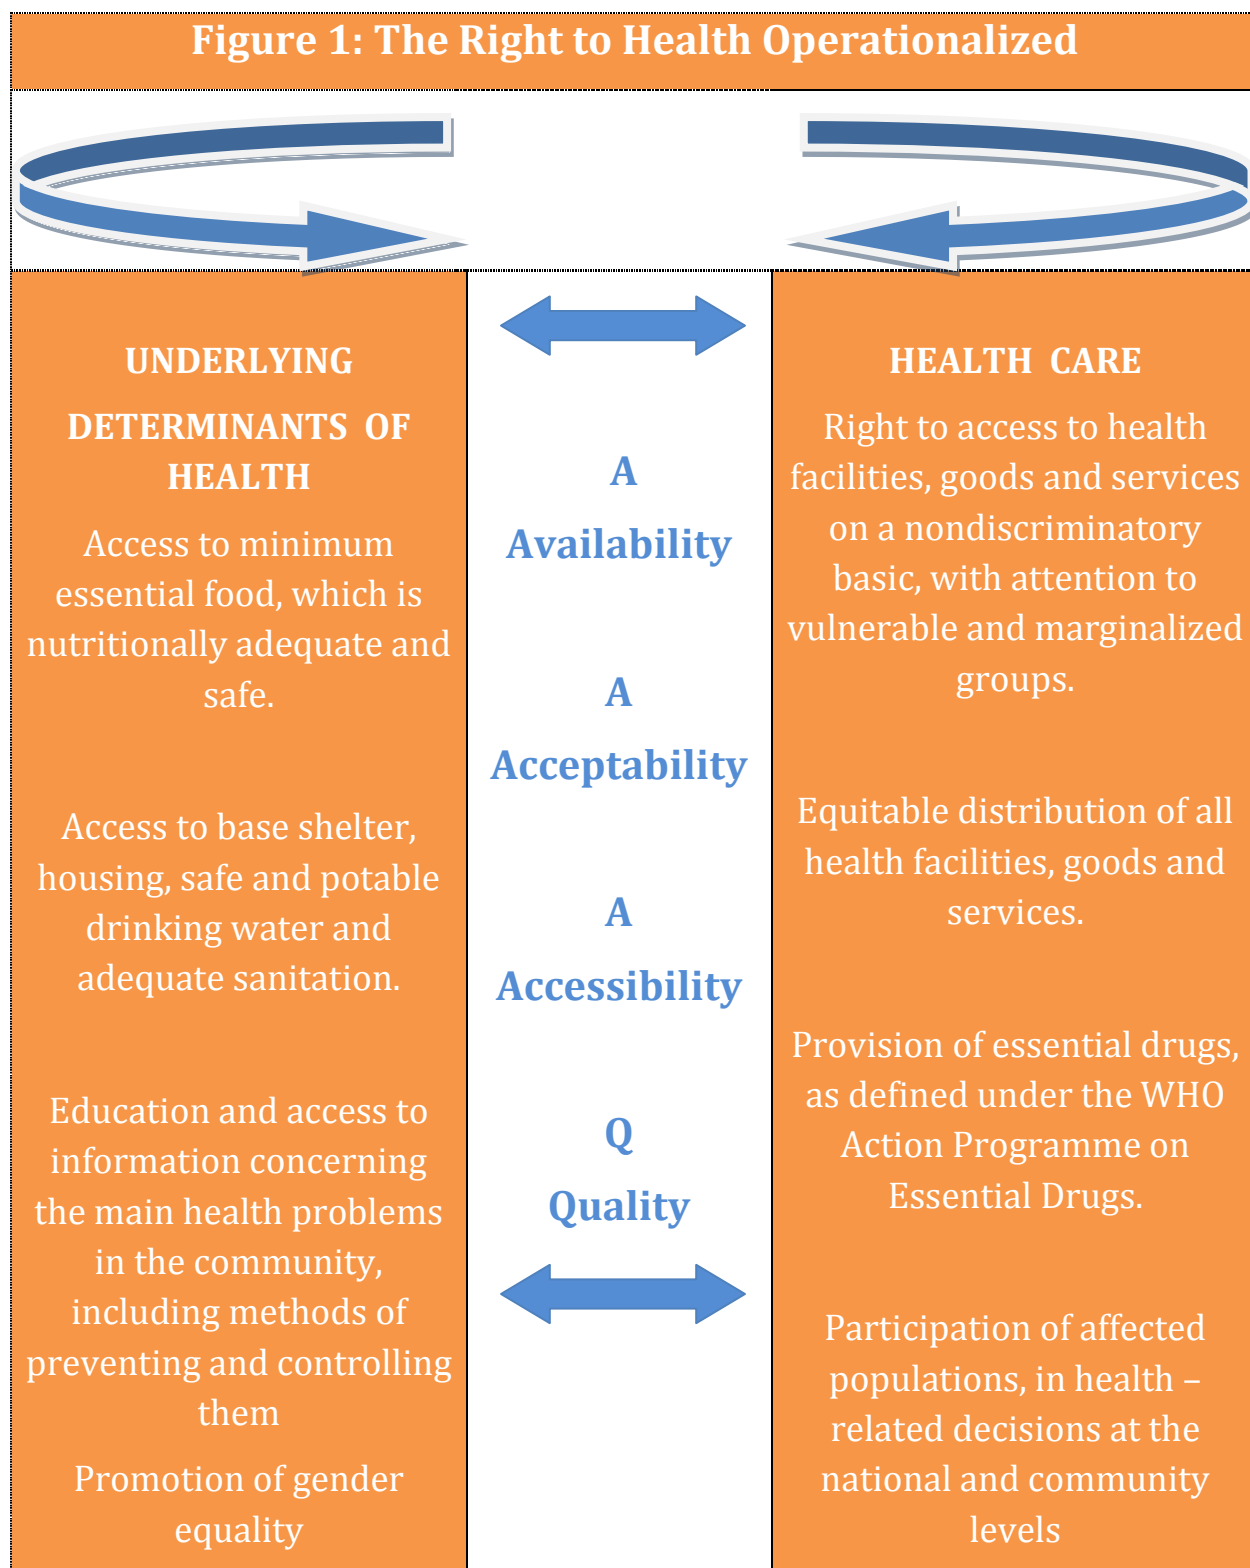 Figure 1: The Right to Health Operationalized
UNDERLYING
DETERMINANTS OF
HEALTH
Access to minimum
essential food, which is
nutritionally adequate and
safe.
Access to base shelter,
housing, safe and potable
drinking water and
adequate sanitation.
Education and access to
information concerning
the main health problems
in the community,
including methods of
preventing and controlling
them
Promotion of gender
equality
A
Availability
A
Acceptability
A
Accessibility
Q
Quality
HEALTH CARE
Right to access to health
facilities, goods and services
on a nondiscriminatory
basic, with attention to
vulnerable and marginalized
groups.
Equitable distribution of all
health facilities, goods and
services.
Provision of essential drugs,
as defined under the WHO
Action Programme on
Essential Drugs.
Participation of affected
populations, in health –
related decisions at the
national and community
levels